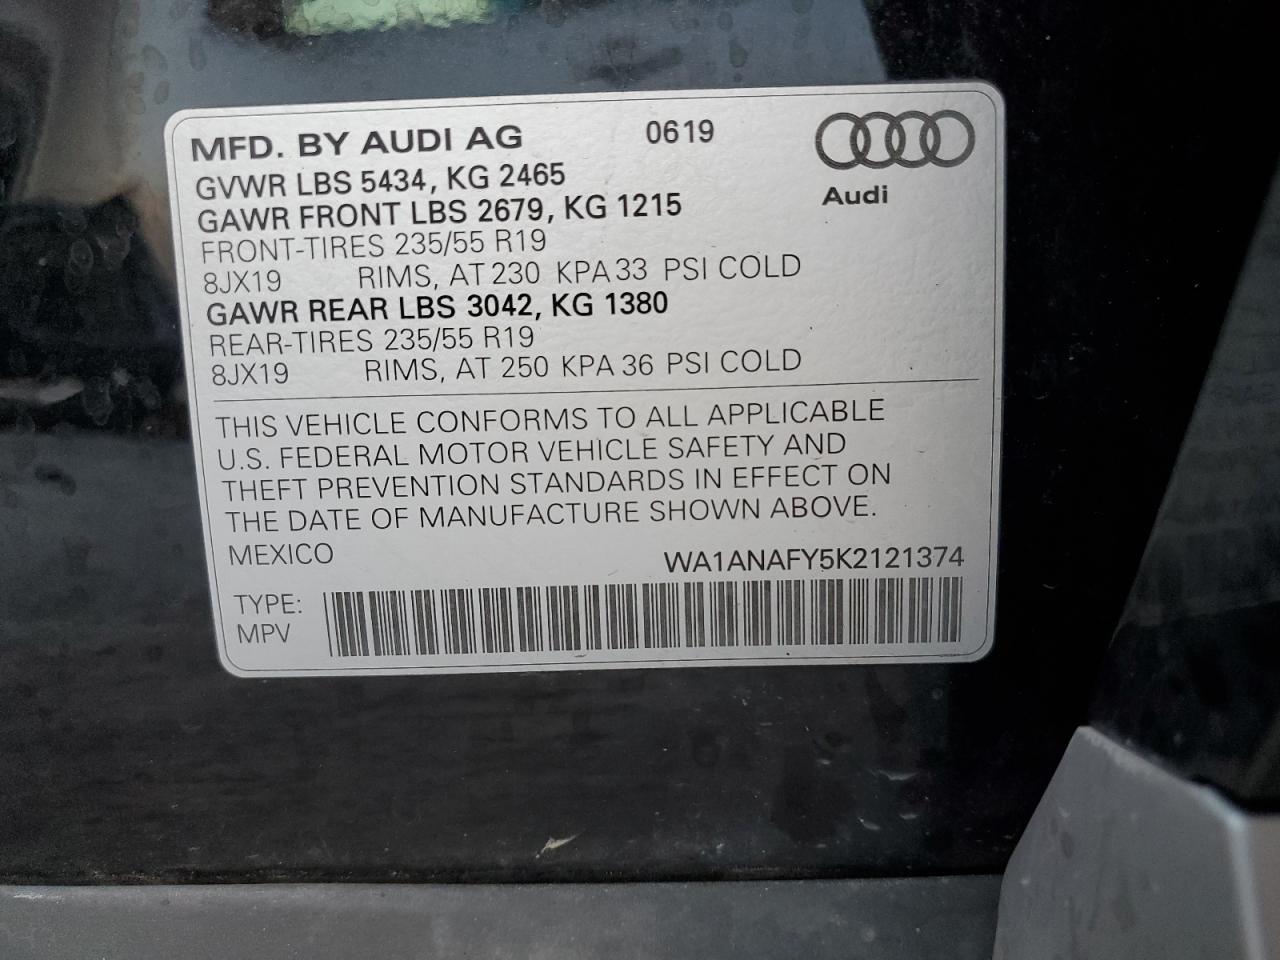 MFD. BY AUDI AG 0619
GVWR LBS 5434, KG 2465
Audi
GAWR FRONT LBS 2679, KG 1215
FRONT-TIRES 235/55 R19
8JX19 RIMS, AT 230 KPA 33 PSI COLD
GAWR REAR LBS 3042, KG 1380
REAR-TIRES 235/55 R19
8JX19 RIMS, AT 250 KPA 36 PSI COLD
THIS VEHICLE CONFORMS TO ALL APPLICABLE
U.S. FEDERAL MOTOR VEHICLE SAFETY AND
THEFT PREVENTION STANDARDS IN EFFECT ON
THE DATE OF MANUFACTURE SHOWN ABOVE.
MEXICO WA1ANAFY5K2121374
TYPE:
MPV